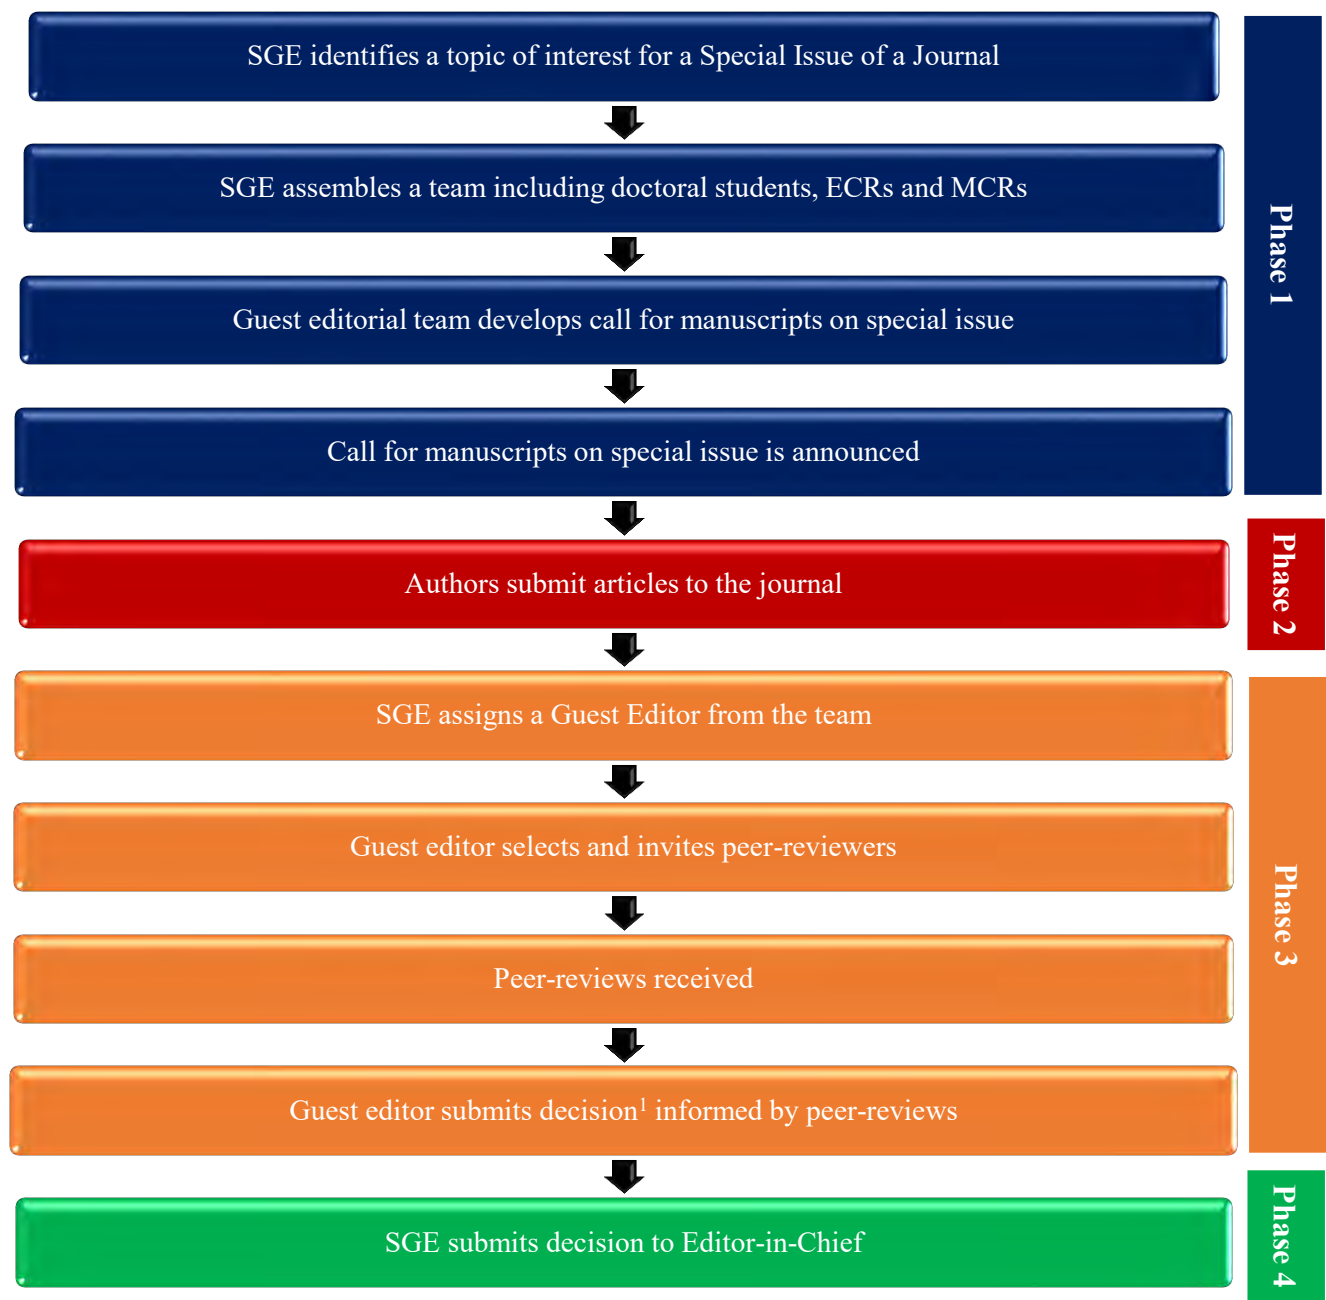 SGE identifies a topic of interest for a Special Issue of a Journal
SGE assembles a team including doctoral students, ECRs and MCRs
Guest editorial team develops call for manuscripts on special issue
Call for manuscripts on special issue is announced
Phase 1
Authors submit articles to the journal
Phase 2
SGE assigns a Guest Editor from the team
Guest editor selects and invites peer-reviewers
Peer-reviews received
Guest editor submits decision¹ informed by peer-reviews
Phase 3
SGE submits decision to Editor-in-Chief
Phase 4